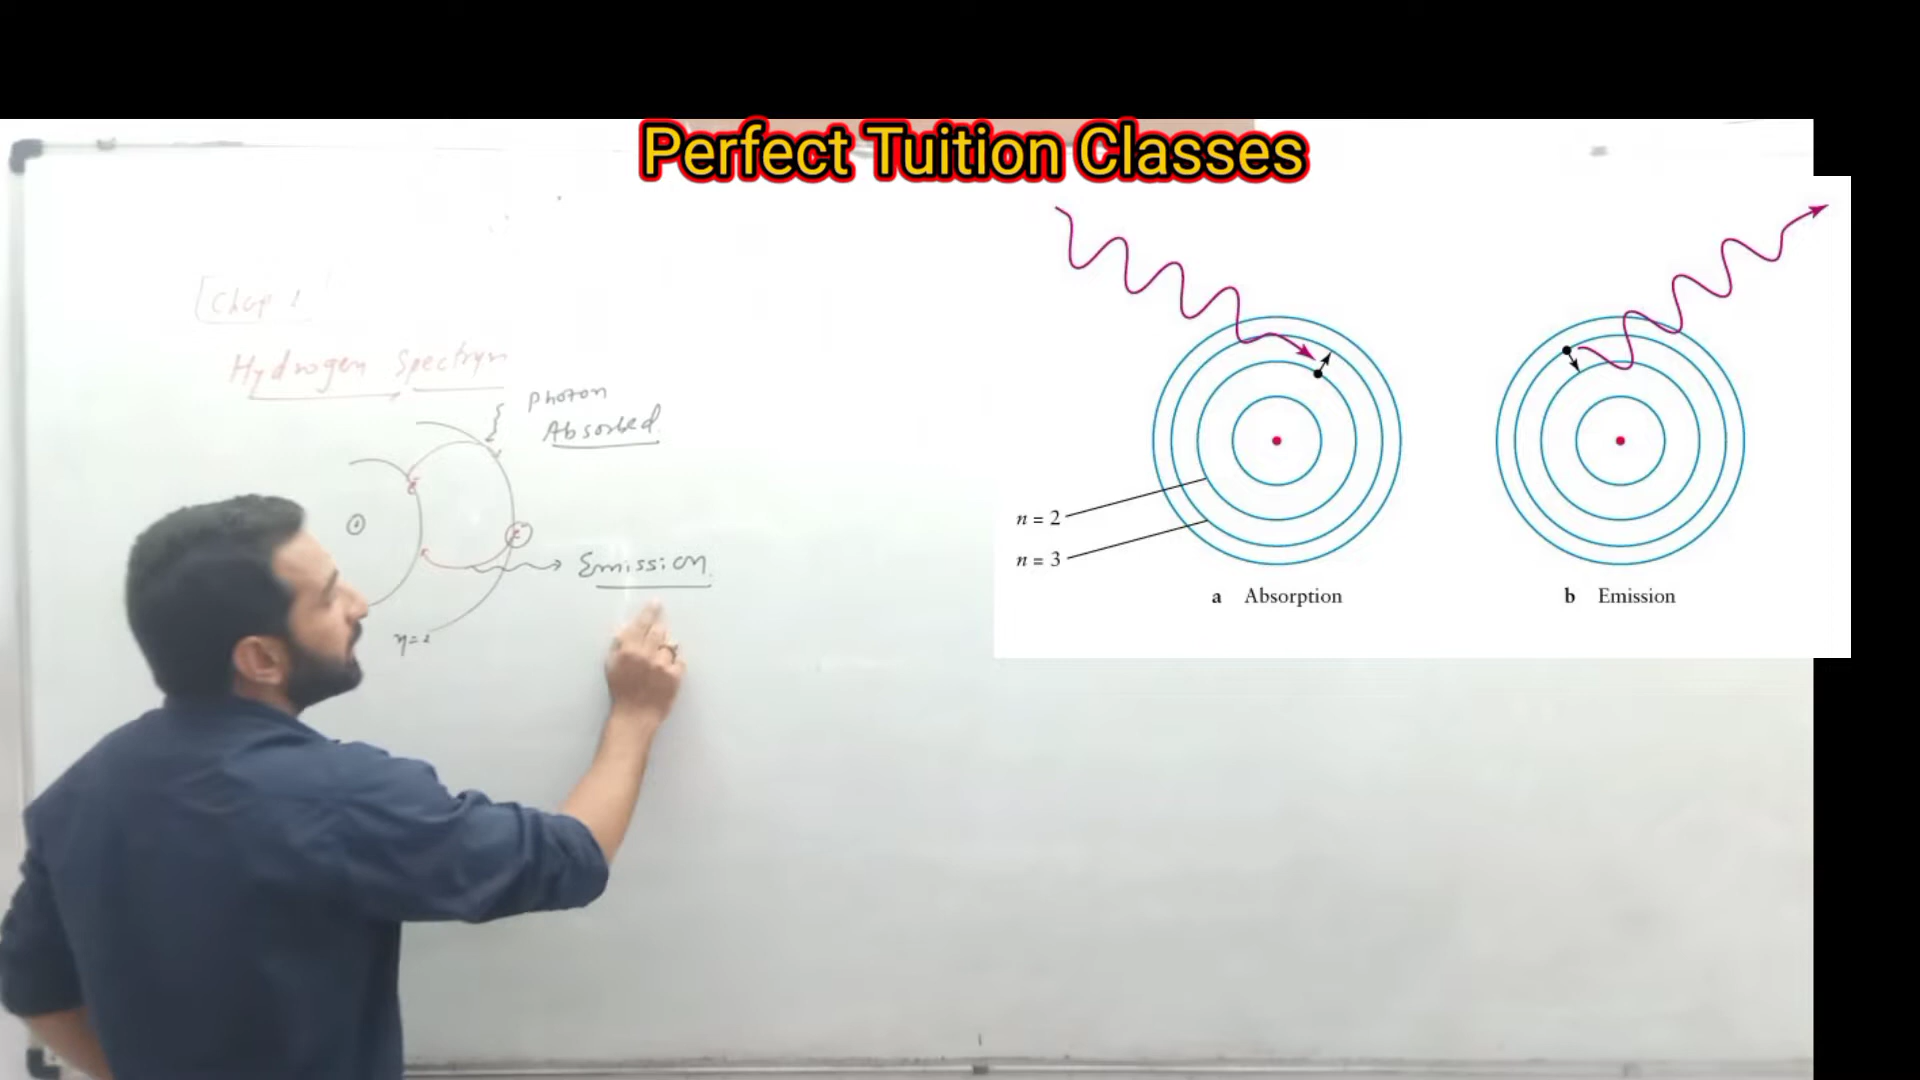 Perfect Tuition Classes
Chap 1
Hydrogen Spectrum
Photon
Absorbed.
e⁻
Emission.
n = 2
n = 3
a Absorption
b Emission